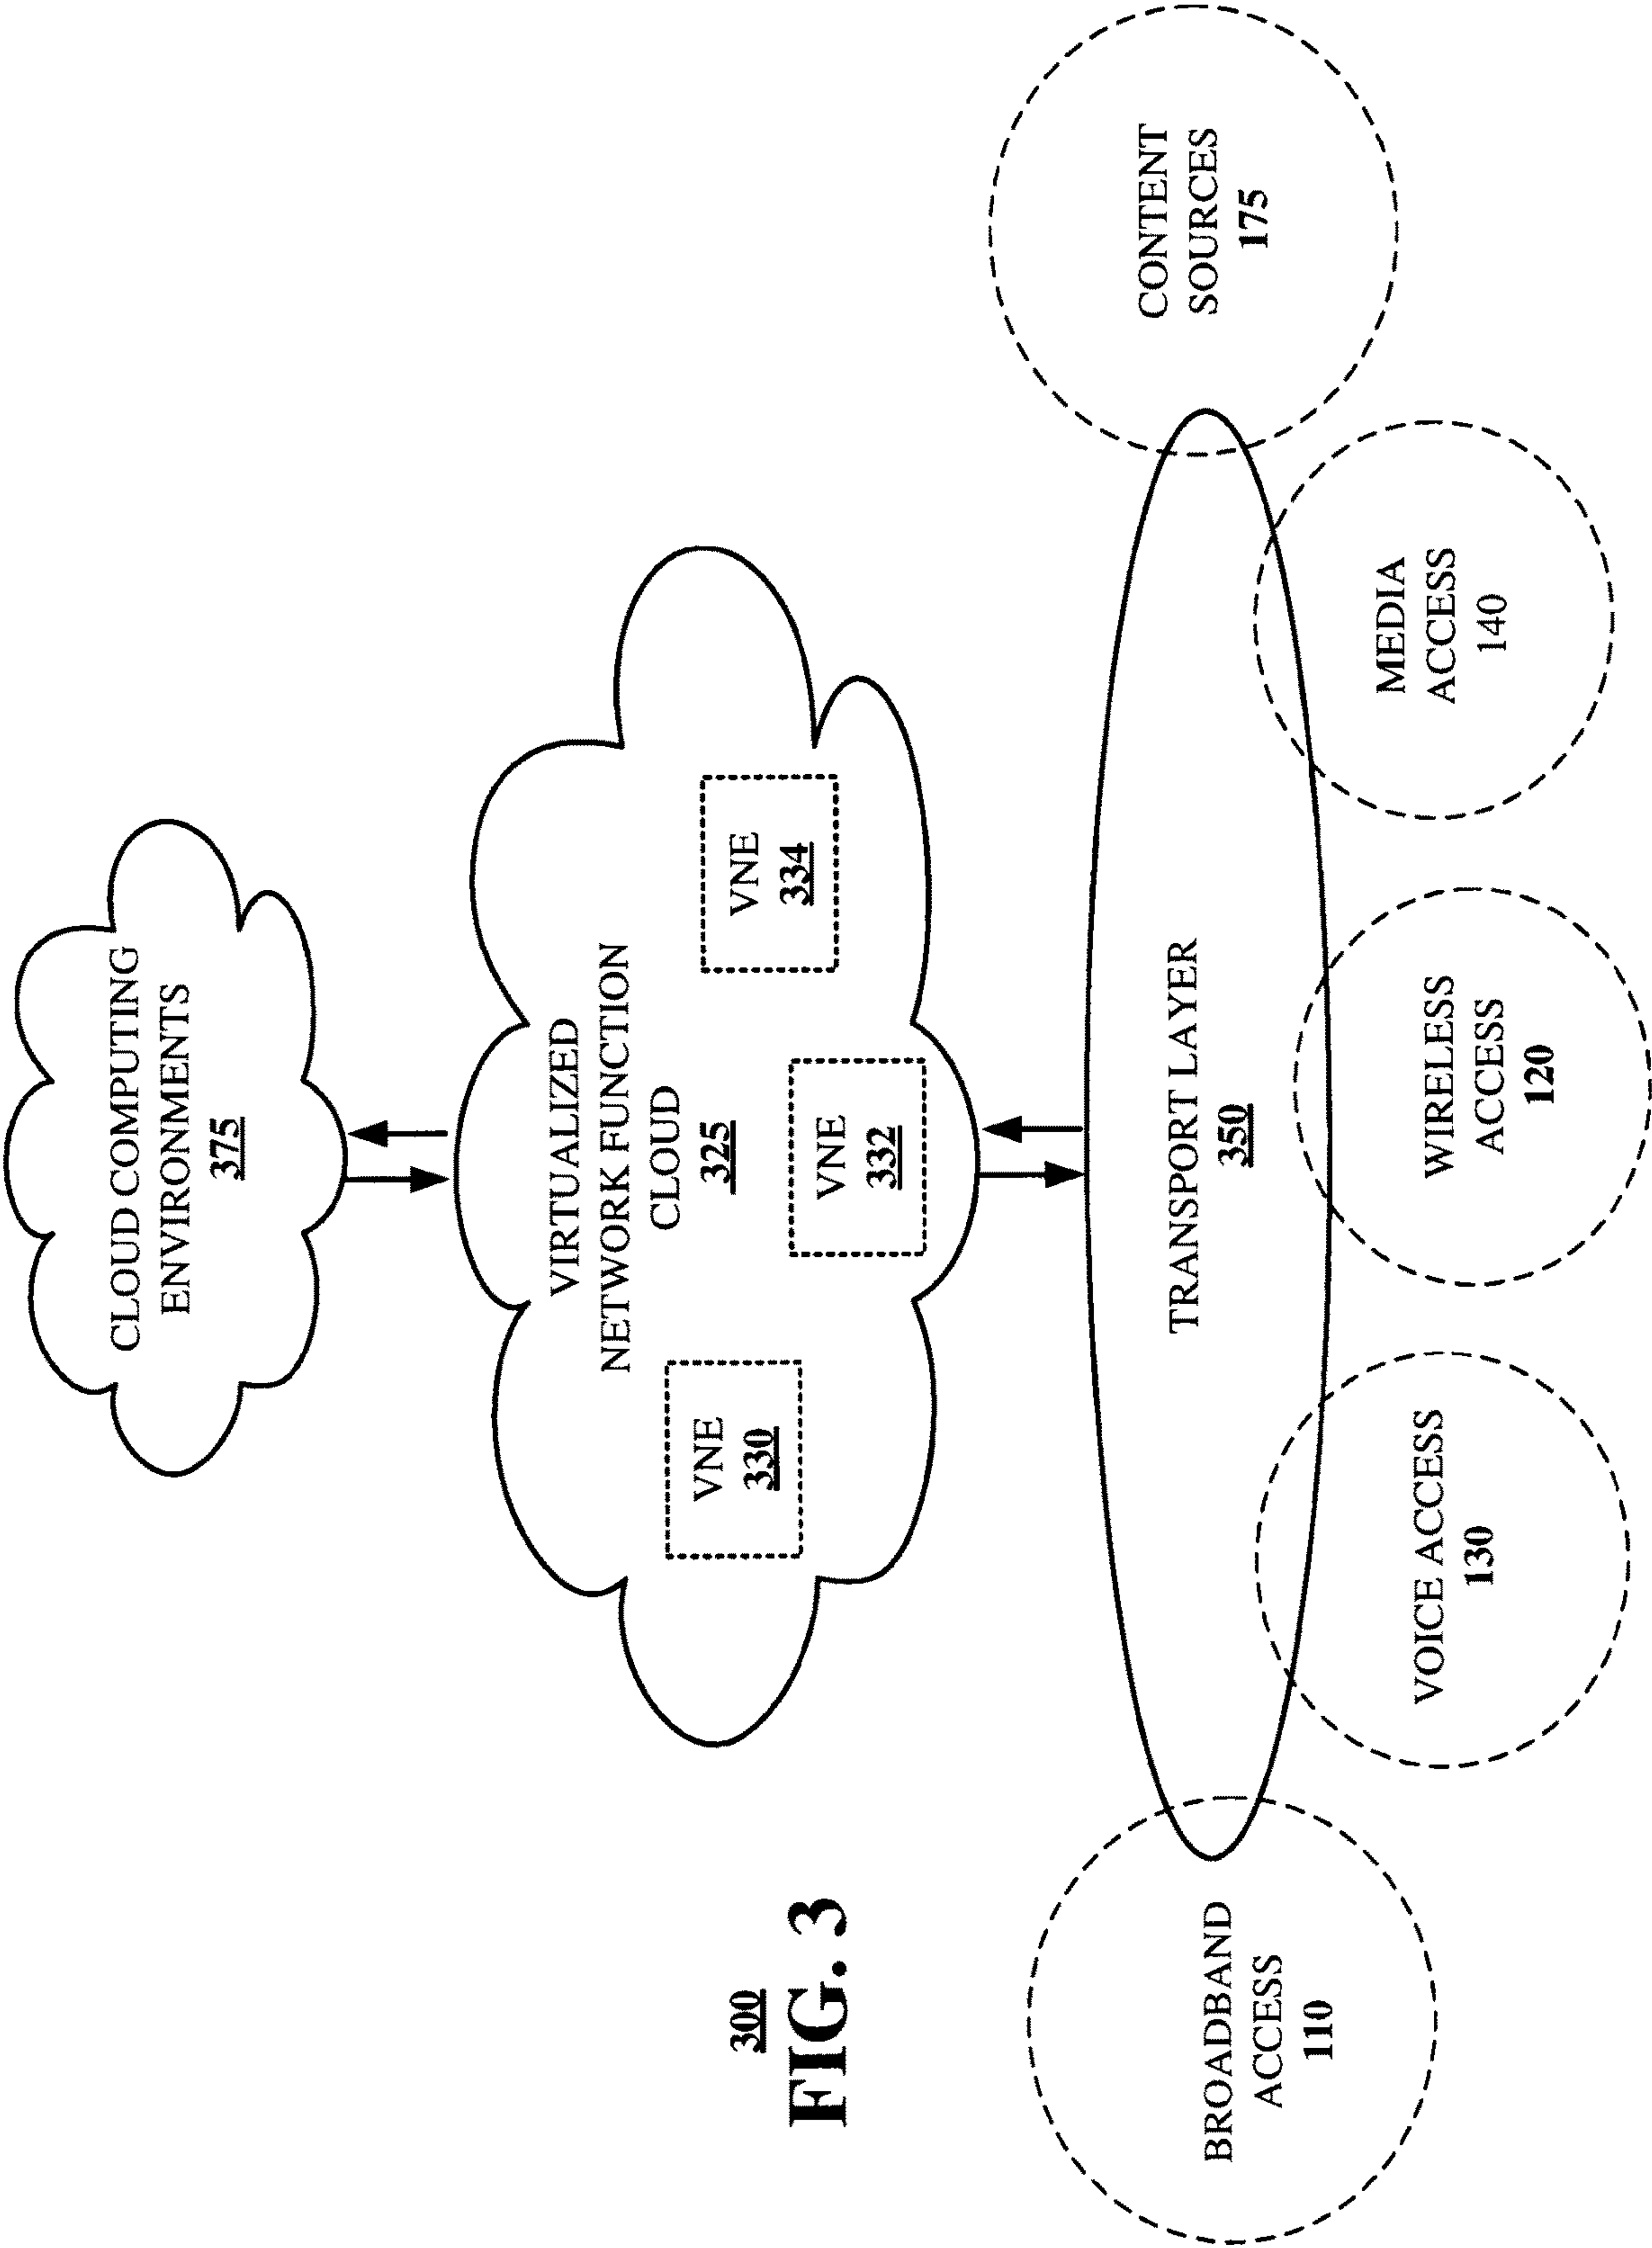 CLOUD COMPUTING
ENVIRONMENTS
375
VIRTUALIZED
NETWORK FUNCTION
CLOUD
325
VNE
330
VNE
332
VNE
334
TRANSPORT LAYER
350
BROADBAND
ACCESS
110
VOICE ACCESS
130
WIRELESS
ACCESS
120
MEDIA
ACCESS
140
CONTENT
SOURCES
175
300
FIG. 3